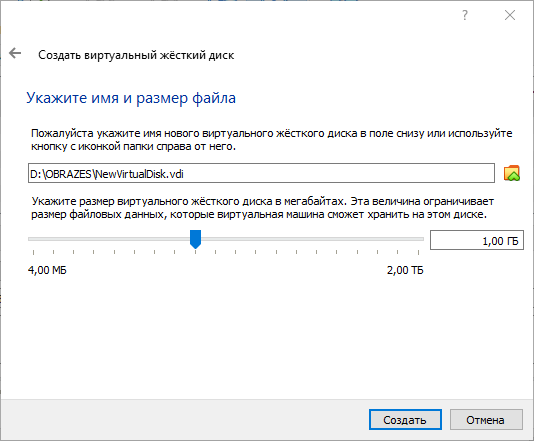 ?
Создать виртуальный жёсткий диск
Укажите имя и размер файла
Пожалуйста укажите имя нового виртуального жёсткого диска в поле снизу или используйте
кнопку с иконкой папки справа от него.
D:\OBRAZES\NewVirtualDisk.vdi
Укажите размер виртуального жёсткого диска в мегабайтах. Эта величина ограничивает
размер файловых данных, которые виртуальная машина сможет хранить на этом диске.
1,00 ГБ
4,00 МБ 2,00 ТБ
Создать Отмена